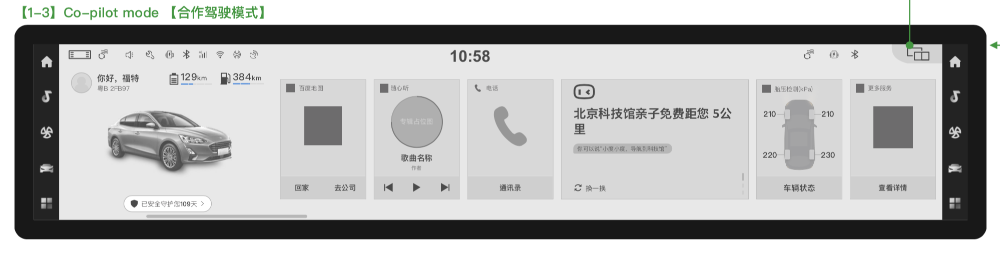 【1-3】Co-pilot mode 【合作驾驶模式】
10:58
你好，福特
粤B 2FB97
129km
384km
已安全守护您109天
百度地图
回家
去公司
随心听
专辑占位图
歌曲名称
作者
电话
通讯录
北京科技馆亲子免费距您 5公
里
你可以说“小度小度，导航到科技馆”
换一换
胎压检测(kPa)
210
210
220
230
车辆状态
更多服务
查看详情